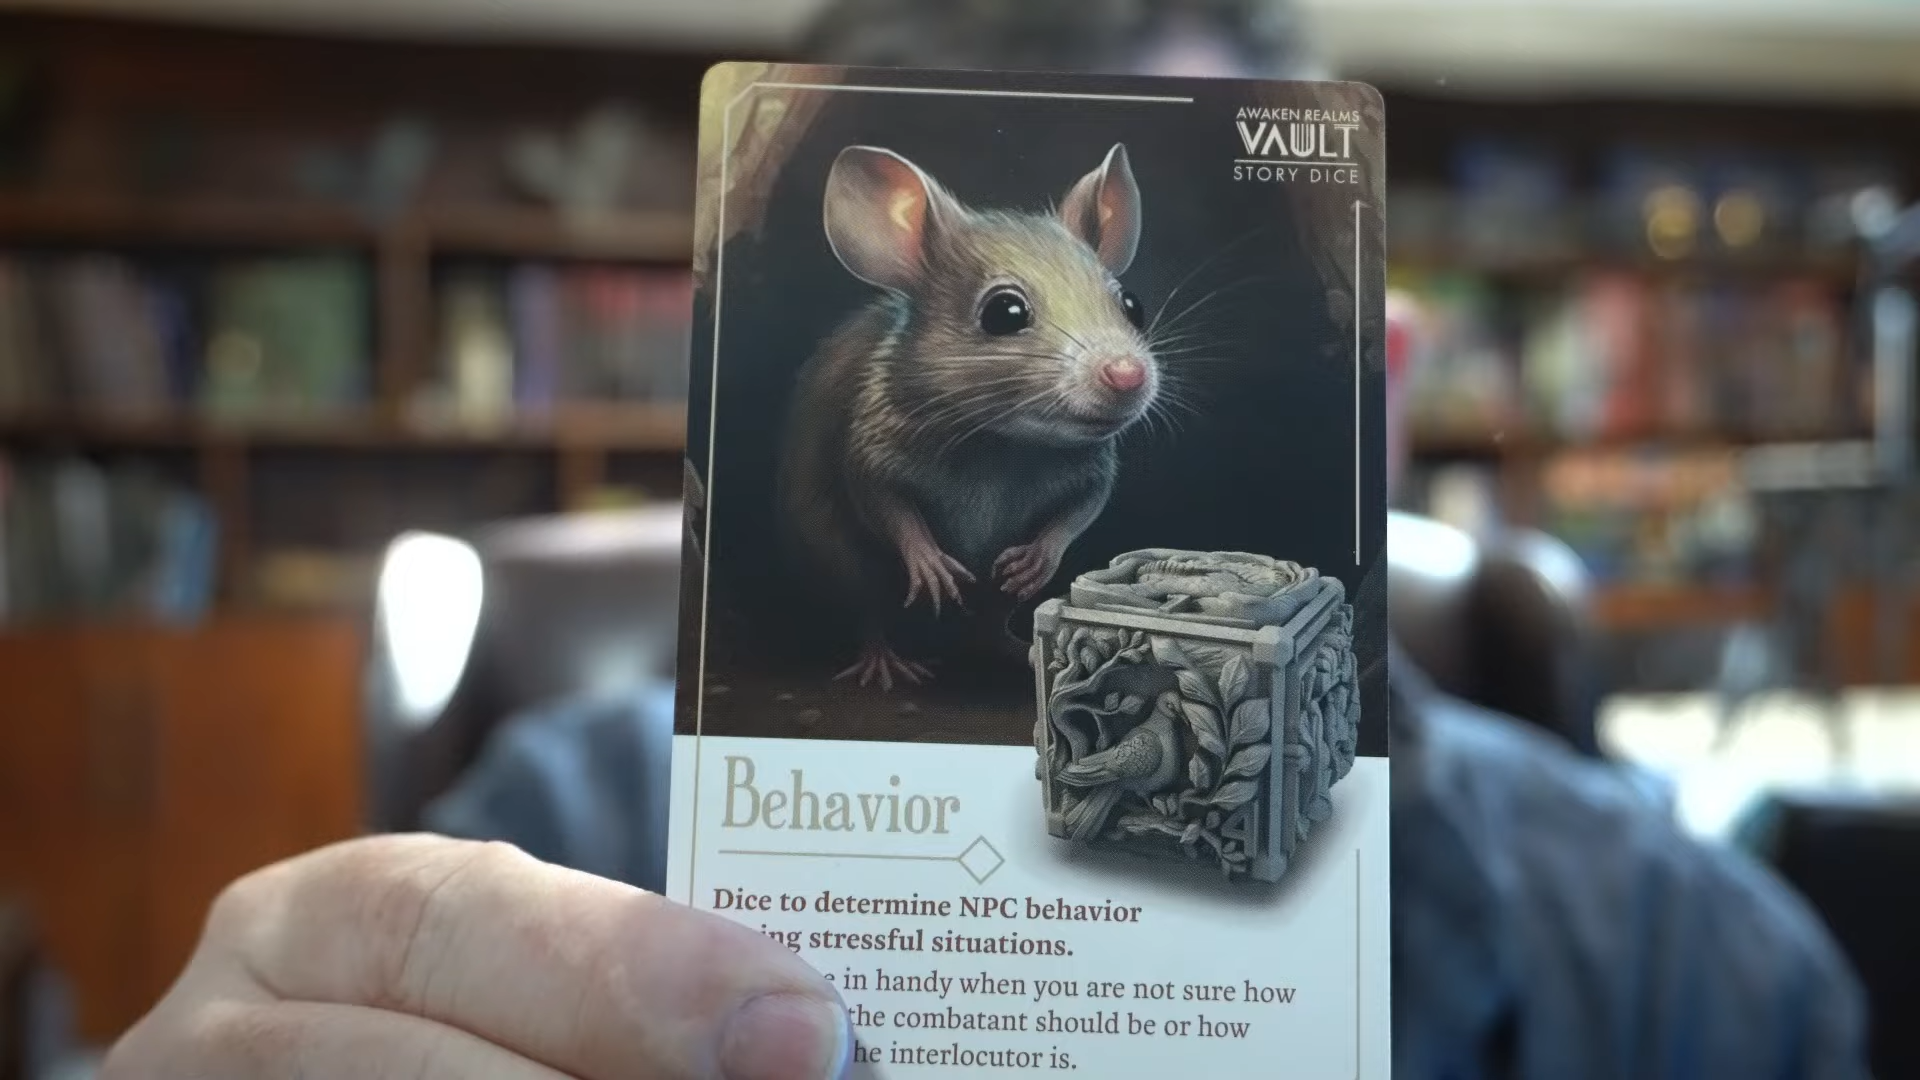 AWAKEN REALMS
VAULT
STORY DICE
Behavior
Dice to determine NPC behavior
stressful situations.
in handy when you are not sure how
the combatant should be or how
interlocutor is.